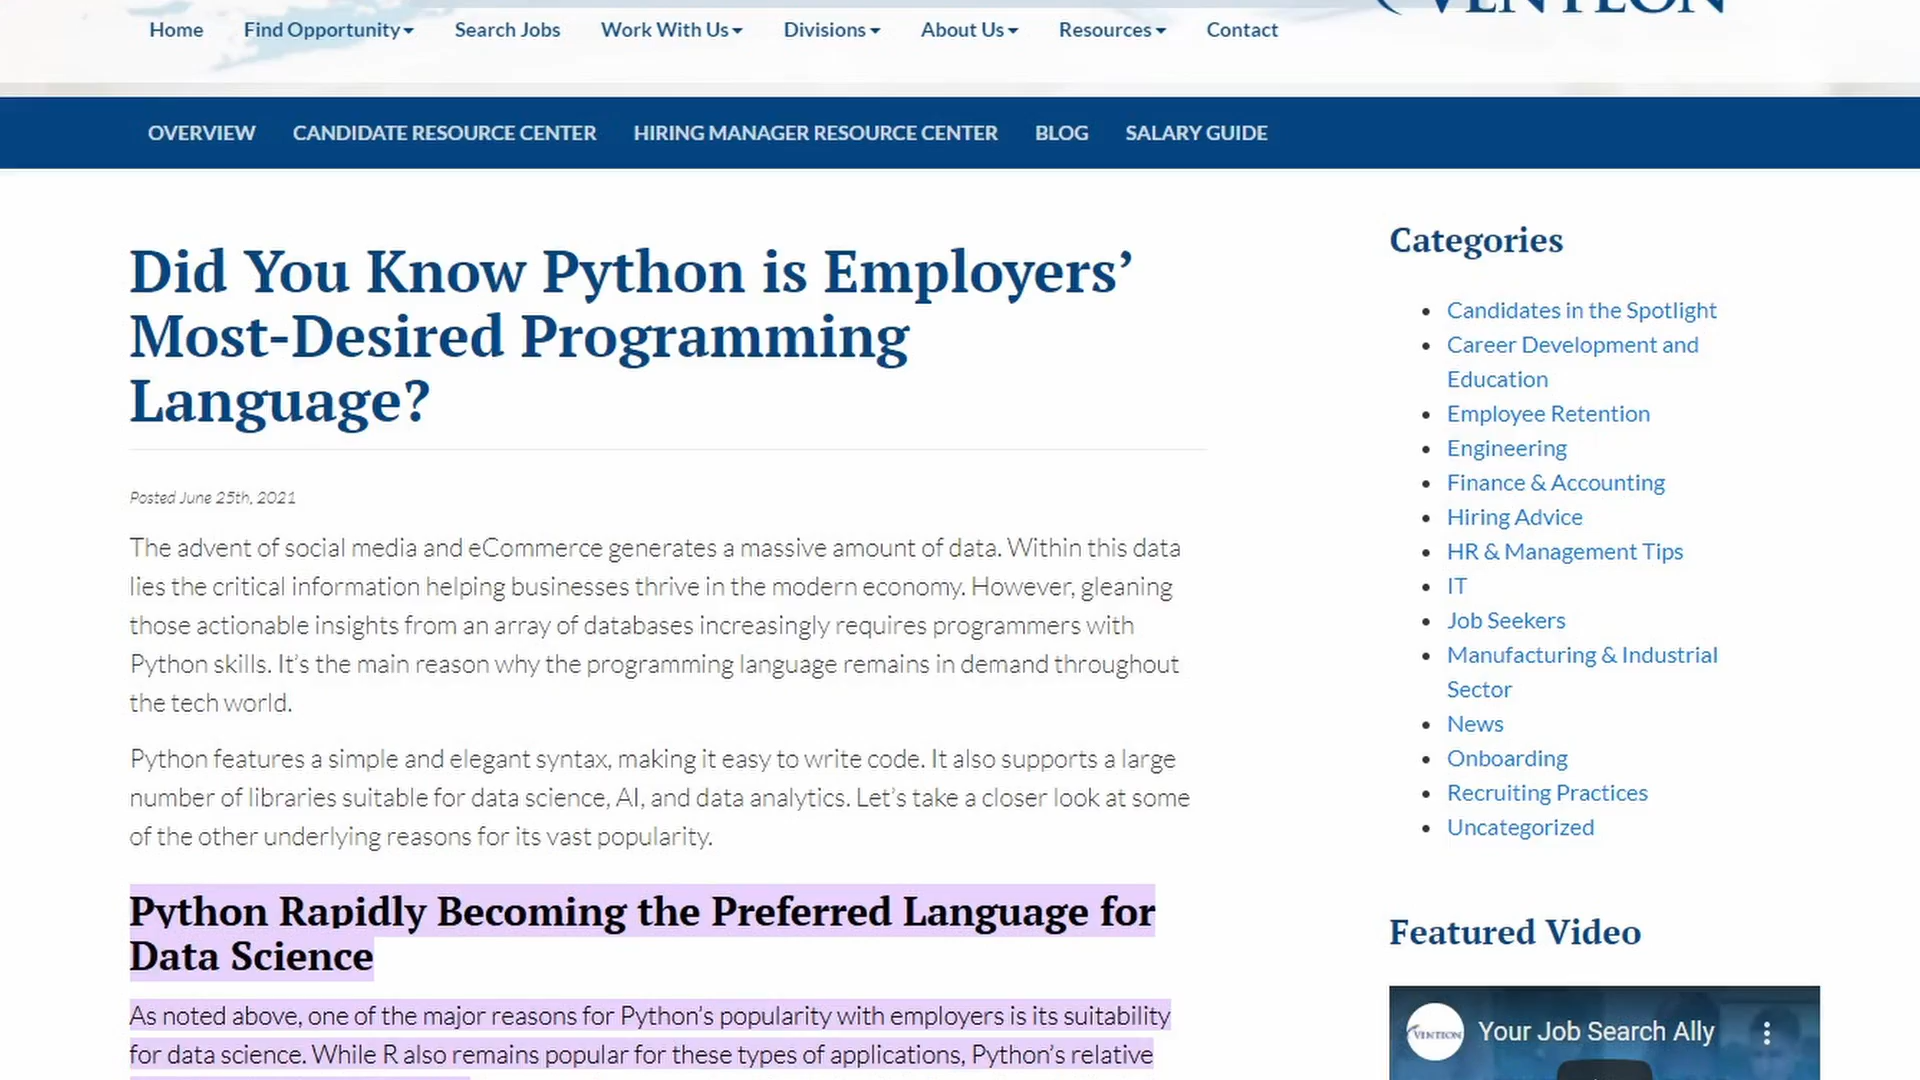 VENTEON
Home Find Opportunity Search Jobs Work With Us Divisions About Us Resources Contact
OVERVIEW CANDIDATE RESOURCE CENTER HIRING MANAGER RESOURCE CENTER BLOG SALARY GUIDE
Did You Know Python is Employers’
Most-Desired Programming
Language?
Posted June 25th, 2021
The advent of social media and eCommerce generates a massive amount of data. Within this data
lies the critical information helping businesses thrive in the modern economy. However, gleaning
those actionable insights from an array of databases increasingly requires programmers with
Python skills. It’s the main reason why the programming language remains in demand throughout
the tech world.
Python features a simple and elegant syntax, making it easy to write code. It also supports a large
number of libraries suitable for data science, AI, and data analytics. Let’s take a closer look at some
of the other underlying reasons for its vast popularity.
Python Rapidly Becoming the Preferred Language for
Data Science
As noted above, one of the major reasons for Python’s popularity with employers is its suitability
for data science. While R also remains popular for these types of applications, Python’s relative
Categories
Candidates in the Spotlight
Career Development and
Education
Employee Retention
Engineering
Finance & Accounting
Hiring Advice
HR & Management Tips
IT
Job Seekers
Manufacturing & Industrial
Sector
News
Onboarding
Recruiting Practices
Uncategorized
Featured Video
VENTEON
Your Job Search Ally